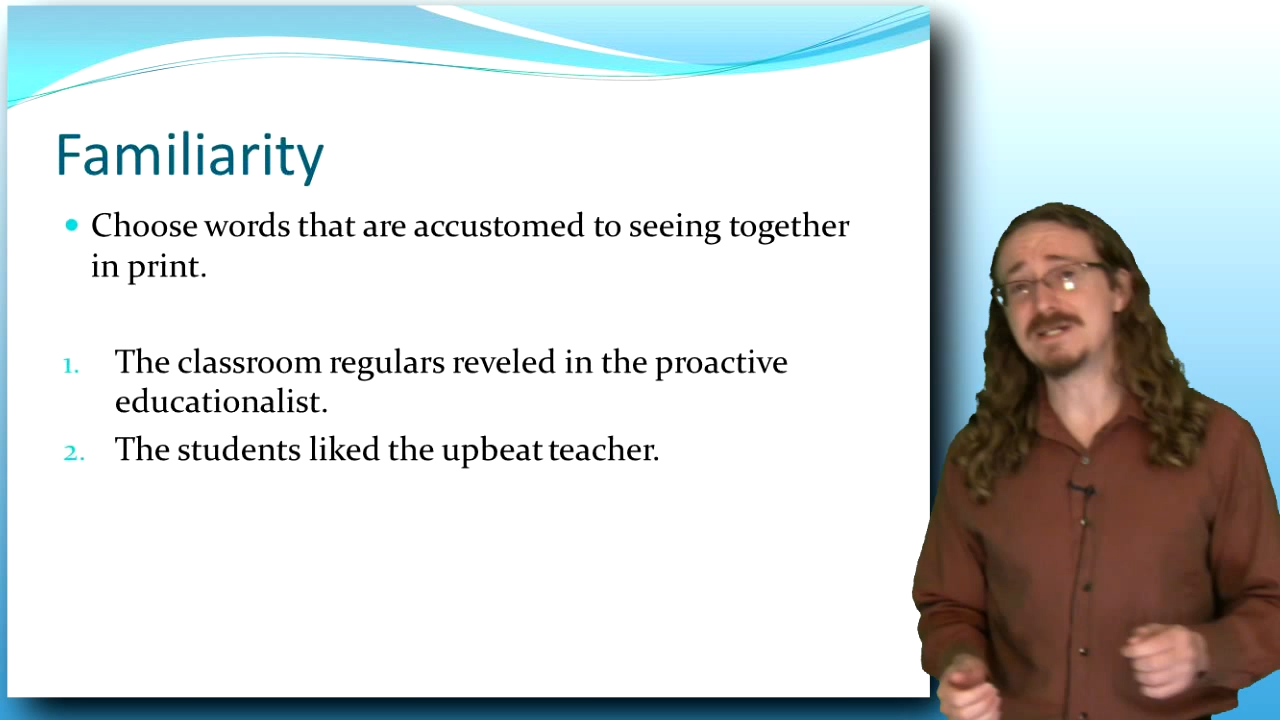 Familiarity
• Choose words that are accustomed to seeing together
in print.
1. The classroom regulars reveled in the proactive
educationalist.
2. The students liked the upbeat teacher.